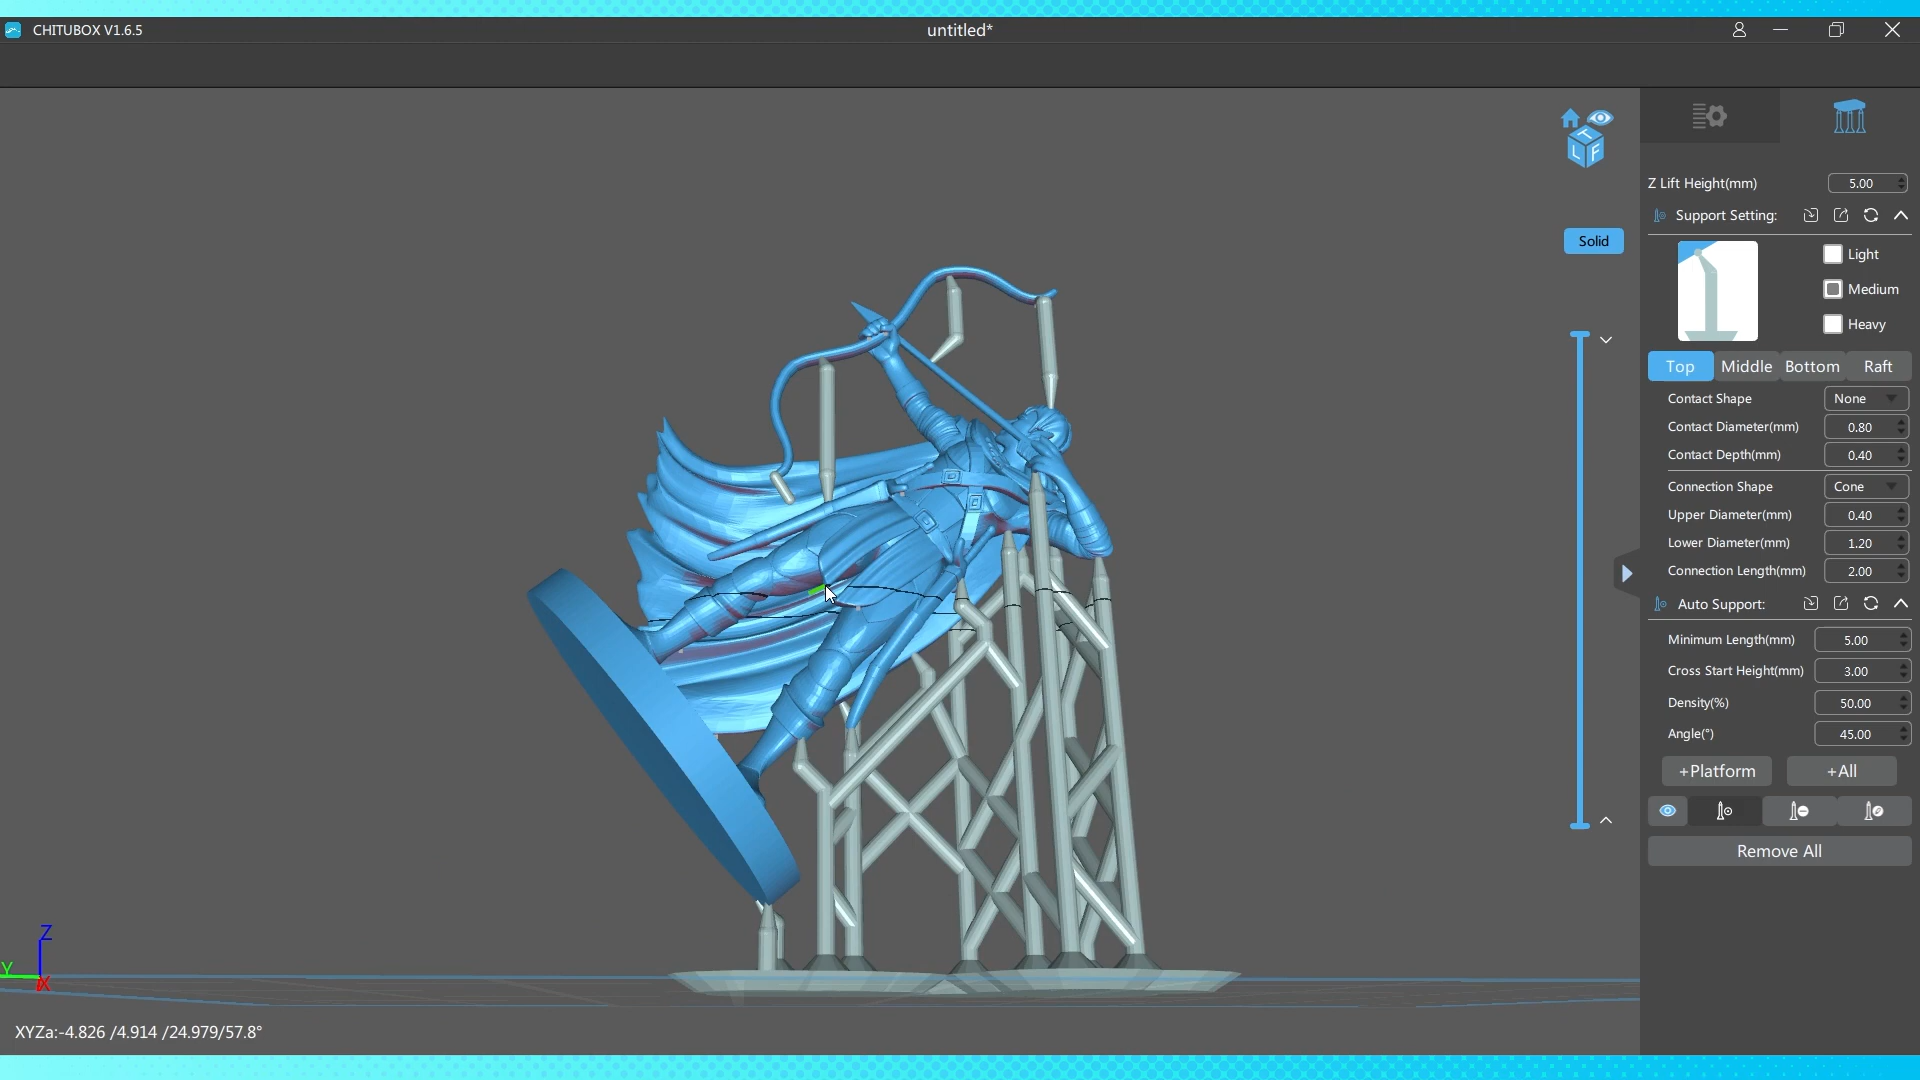 CHITUBOX V1.6.5
untitled*
T
L F
Solid
Z Lift Height(mm) 5.00
Support Setting:
Light
Medium
Heavy
Top Middle Bottom Raft
Contact Shape None
Contact Diameter(mm) 0.80
Contact Depth(mm) 0.40
Connection Shape Cone
Upper Diameter(mm) 0.40
Lower Diameter(mm) 1.20
Connection Length(mm) 2.00
Auto Support:
Minimum Length(mm) 5.00
Cross Start Height(mm) 3.00
Density(%) 50.00
Angle(°) 45.00
+Platform +All
Remove All
Z
Y
X
XYZa:-4.826 /4.914 /24.979/57.8°